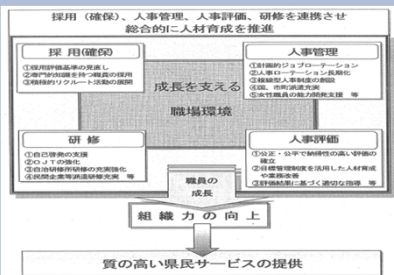 採用（確保）、人事管理、人事評価、研修を連携させ
総合的に人材育成を推進
採 用(確保)
①採用評価基準の見直し
②専門的知識を持つ職員の採用
③積極的リクルート活動の展開
人事管理
①計画的ジョブローテーション
②人事ローテーション長期化
③複線型人事制度の創設
④国、市町派遣充実
⑤女性職員の能力開発支援 等
成長を支える
職場環境
研 修
①自己啓発の支援
②ＯＪＴの強化
③自治研修所研修の充実強化
④民間企業等派遣研修充実 等
人事評価
①公正・公平で納得性の高い評価の
確立
②目標管理制度を活用した人材育成
や業務改善
③評価結果に基づく適切な指導 等
職員の
成長
組 織 力 の 向 上
質の高い県民サービスの提供